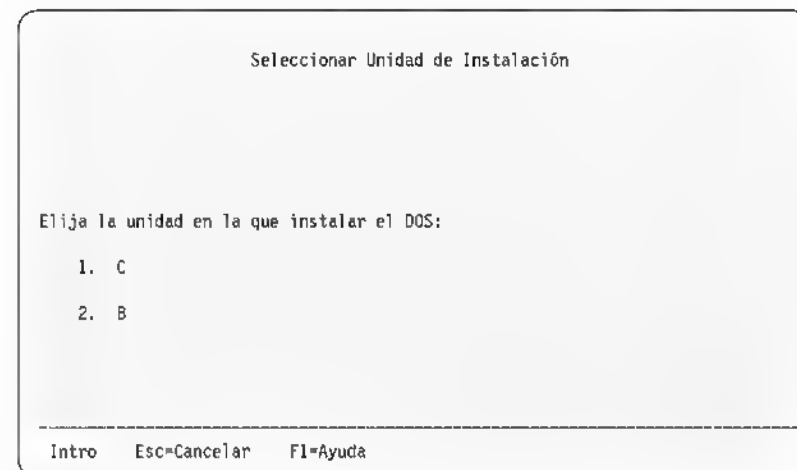 Seleccionar Unidad de Instalación
Elija la unidad en la que instalar el DOS:
1. C
2. B
Intro Esc=Cancelar F1=Ayuda